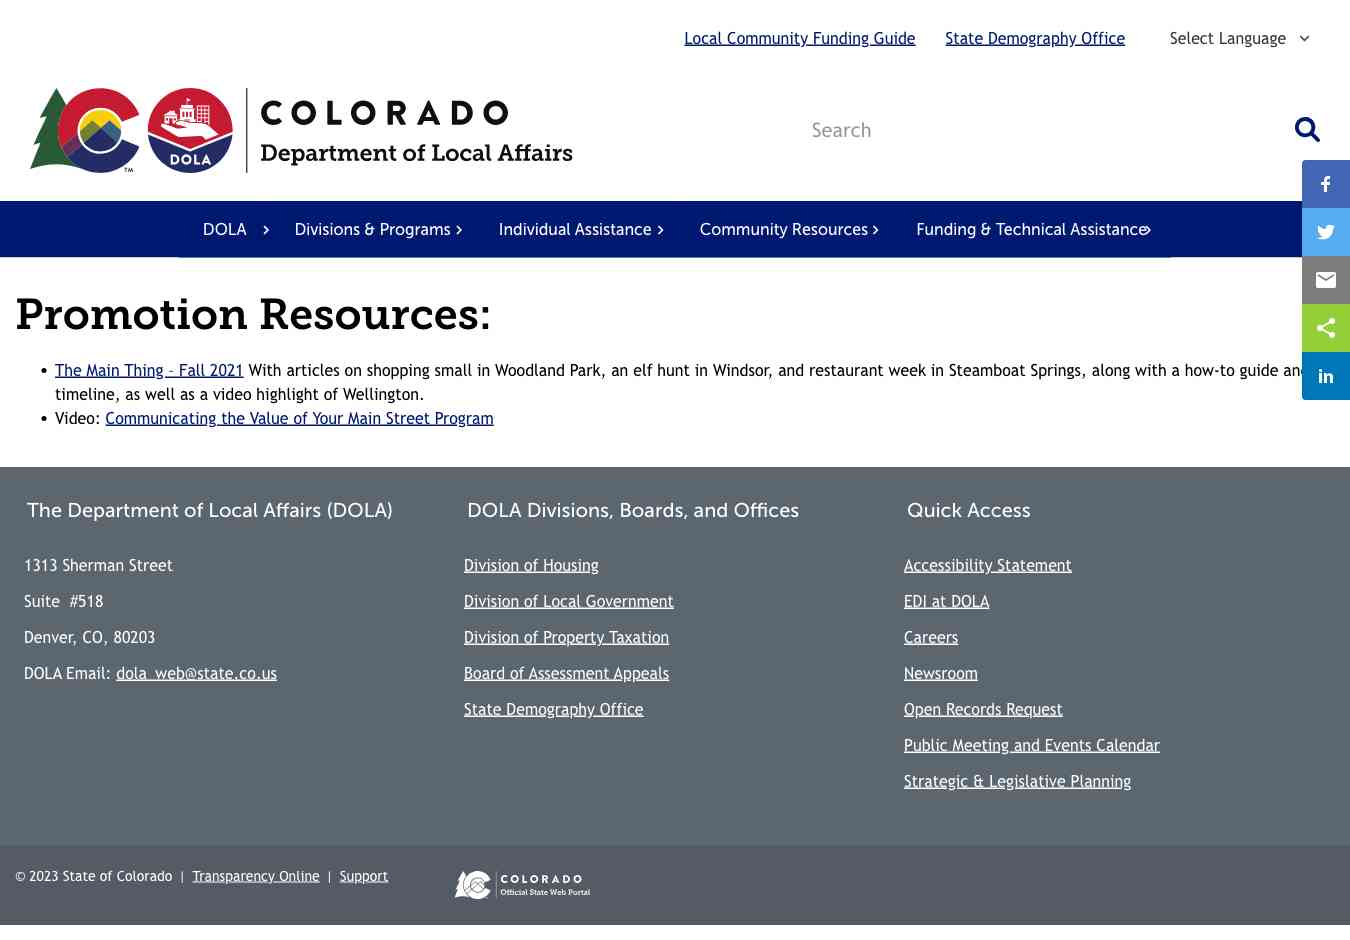 Local Community Funding Guide State Demography Office Select Language
COLORADO
Department of Local Affairs
DOLA
TM
Search
DOLA Divisions & Programs Individual Assistance Community Resources Funding & Technical Assistance
Promotion Resources:
The Main Thing - Fall 2021 With articles on shopping small in Woodland Park, an elf hunt in Windsor, and restaurant week in Steamboat Springs, along with a how-to guide and
timeline, as well as a video highlight of Wellington.
Video: Communicating the Value of Your Main Street Program
The Department of Local Affairs (DOLA)
1313 Sherman Street
Suite #518
Denver, CO, 80203
DOLA Email: dola_web@state.co.us
DOLA Divisions, Boards, and Offices
Division of Housing
Division of Local Government
Division of Property Taxation
Board of Assessment Appeals
State Demography Office
Quick Access
Accessibility Statement
EDI at DOLA
Careers
Newsroom
Open Records Request
Public Meeting and Events Calendar
Strategic & Legislative Planning
© 2023 State of Colorado | Transparency Online | Support
COLORADO
Official State Web Portal